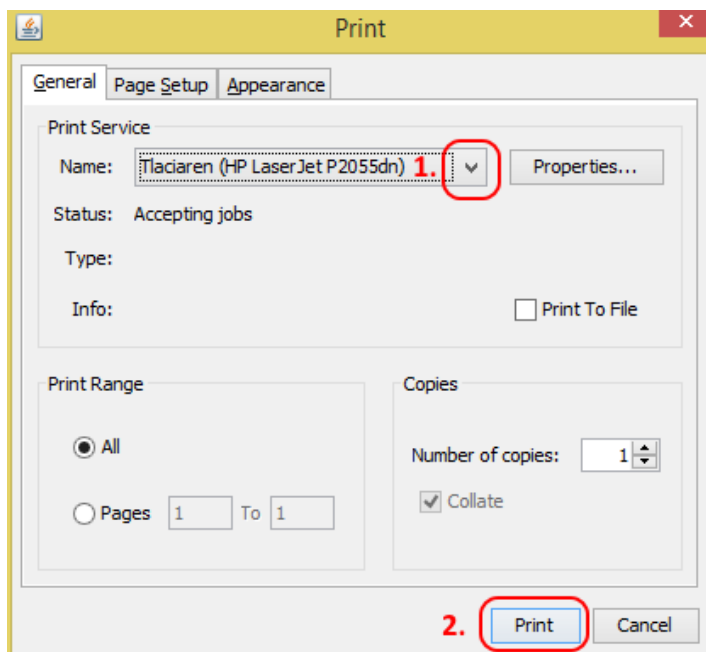 Print
General Page Setup Appearance
Print Service
Name: Tlaciaren (HP LaserJet P2055dn) 1. Properties...
Status: Accepting jobs
Type:
Info: Print To File
Print Range Copies
All
Number of copies: 1
Pages 1 To 1 Collate
2. Print Cancel